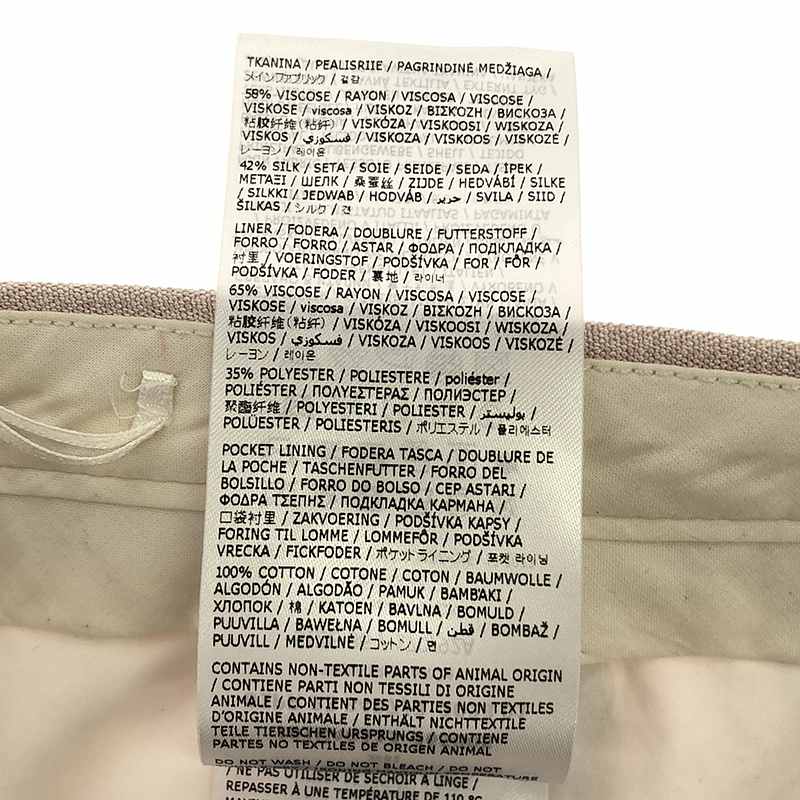 TKANINA / PEALISRIIE / PAGRINDINĖ MEDŽIAGA /
メインファブリック / 겉감
58% VISCOSE / RAYON / VISCOSA / VISCOSE /
VISKOSE / viscosa / VISKOZ / ΒΙΣΚΌΖΗ / ВИСКОЗА /
粘胶纤维(粘纤) / VISKÓZA / VISKOOSI / WISKOZA /
VISKOS / فسكوزي / VISKOZA / VISKOOS / VISKOZĖ /
レーヨン / 레이온
42% SILK / SETA / SOIE / SEIDE / SEDA / İPEK /
ΜΕΤΑΞΙ / ШЕЛК / 桑蚕丝 / ZIJDE / HEDVÁBÍ / SILKE
/ SILKKI / JEDWAB / HODVÁB / حرير / SVILA / SIID /
ŠILKAS / シルク / 견
LINER / FODERA / DOUBLURE / FUTTERSTOFF /
FORRO / FORRO / ASTAR / ΦΟΔΡΑ / ПОДКЛАДКА /
衬里 / VOERINGSTOF / PODŠÍVKA / FOR / FÔR /
PODŠÍVKA / FODER / 裏地 / 라이너
65% VISCOSE / RAYON / VISCOSA / VISCOSE /
VISKOSE / viscosa / VISKOZ / ΒΙΣΚΌΖΗ / ВИСКОЗА /
粘胶纤维(粘纤) / VISKÓZA / VISKOOSI / WISKOZA /
VISKOS / فسكوزي / VISKOZA / VISKOOS / VISKOZĖ /
レーヨン / 레이온
35% POLYESTER / POLIESTERE / poliéster /
POLIÉSTER / ΠΟΛΥΕΣΤΕΡΑΣ / ПОЛИЭСТЕР /
聚酯纤维 / POLYESTERI / POLIESTER / بوليستر /
POLÜESTER / POLIESTERIS / ポリエステル / 폴리에스터
POCKET LINING / FODERA TASCA / DOUBLURE DE
LA POCHE / TASCHENFUTTER / FORRO DEL
BOLSILLO / FORRO DO BOLSO / CEP ASTARI /
ΦΟΔΡΑ ΤΣΕΠΗΣ / ПОДКЛАДКА КАРМАНА /
口袋衬里 / ZAKVOERING / PODŠÍVKA KAPSY /
FORING TIL LOMME / LOMMEFÔR / PODŠÍVKA
VRECKA / FICKFODER / ポケットライニング / 포켓 라이닝
100% COTTON / COTONE / COTON / BAUMWOLLE /
ALGODÓN / ALGODÃO / PAMUK / ΒΑΜΒΆΚΙ /
ХЛОПОК / 棉 / KATOEN / BAVLNA / BOMULD /
PUUVILLA / BAWEŁNA / BOMULL / قطن / BOMBAŽ /
PUUVILL / MEDVILNĖ / コットン / 면
CONTAINS NON-TEXTILE PARTS OF ANIMAL ORIGIN
/ CONTIENE PARTI NON TESSILI DI ORIGINE
ANIMALE / CONTIENT DES PARTIES NON TEXTILES
D'ORIGINE ANIMALE / ENTHÄLT NICHTTEXTILE
TEILE TIERISCHEN URSPRUNGS / CONTIENE
PARTES NO TEXTILES DE ORIGEN ANIMAL
DO NOT WASH / DO NOT BLEACH / DO NOT
/ NE PAS UTILISER DE SÉCHOIR À LINGE /
REPASSER À UNE TEMPÉRATURE DE 110 °C